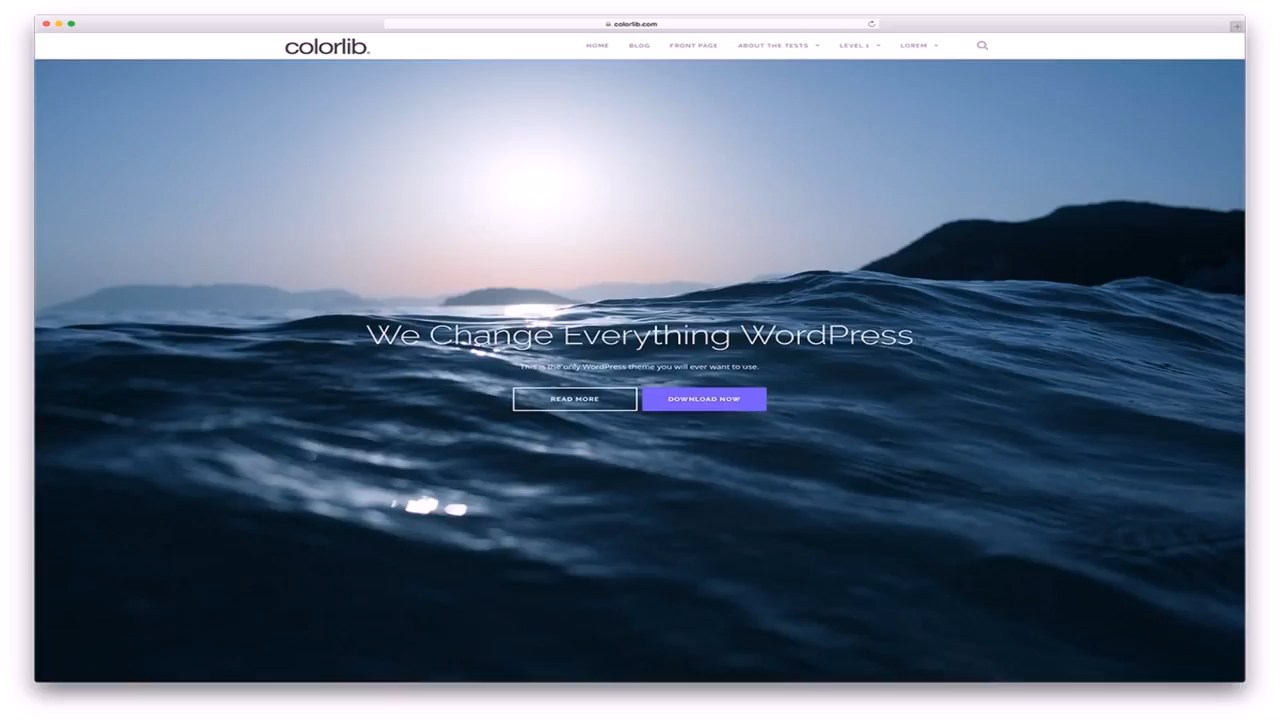 colorlib.com
colorlib.
HOME BLOG FRONT PAGE ABOUT THE TESTS LEVEL 1 LOREM
We Change Everything WordPress
This is the only WordPress theme you will ever want to use.
READ MORE DOWNLOAD NOW